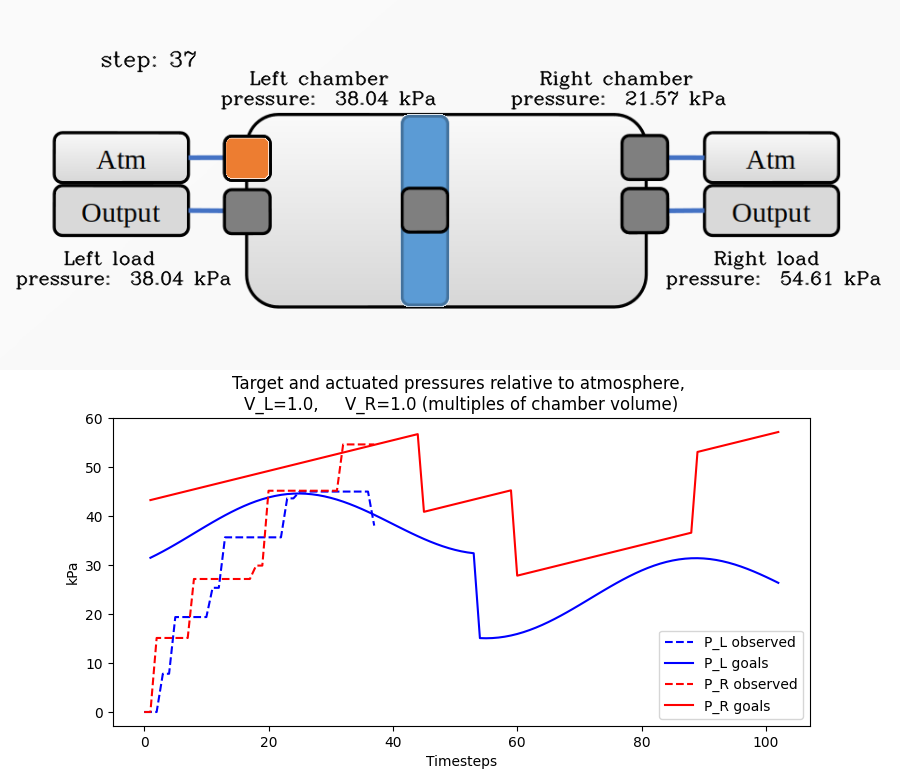 step: 37
Left chamber
pressure: 38.04 kPa
Right chamber
pressure: 21.57 kPa
Atm
Output
Atm
Output
Left load
pressure: 38.04 kPa
Right load
pressure: 54.61 kPa
Target and actuated pressures relative to atmosphere,
V_L=1.0, V_R=1.0 (multiples of chamber volume)
60
50
40
30
20
10
0
kPa
0 20 40 60 80 100
Timesteps
P_L observed
P_L goals
P_R observed
P_R goals